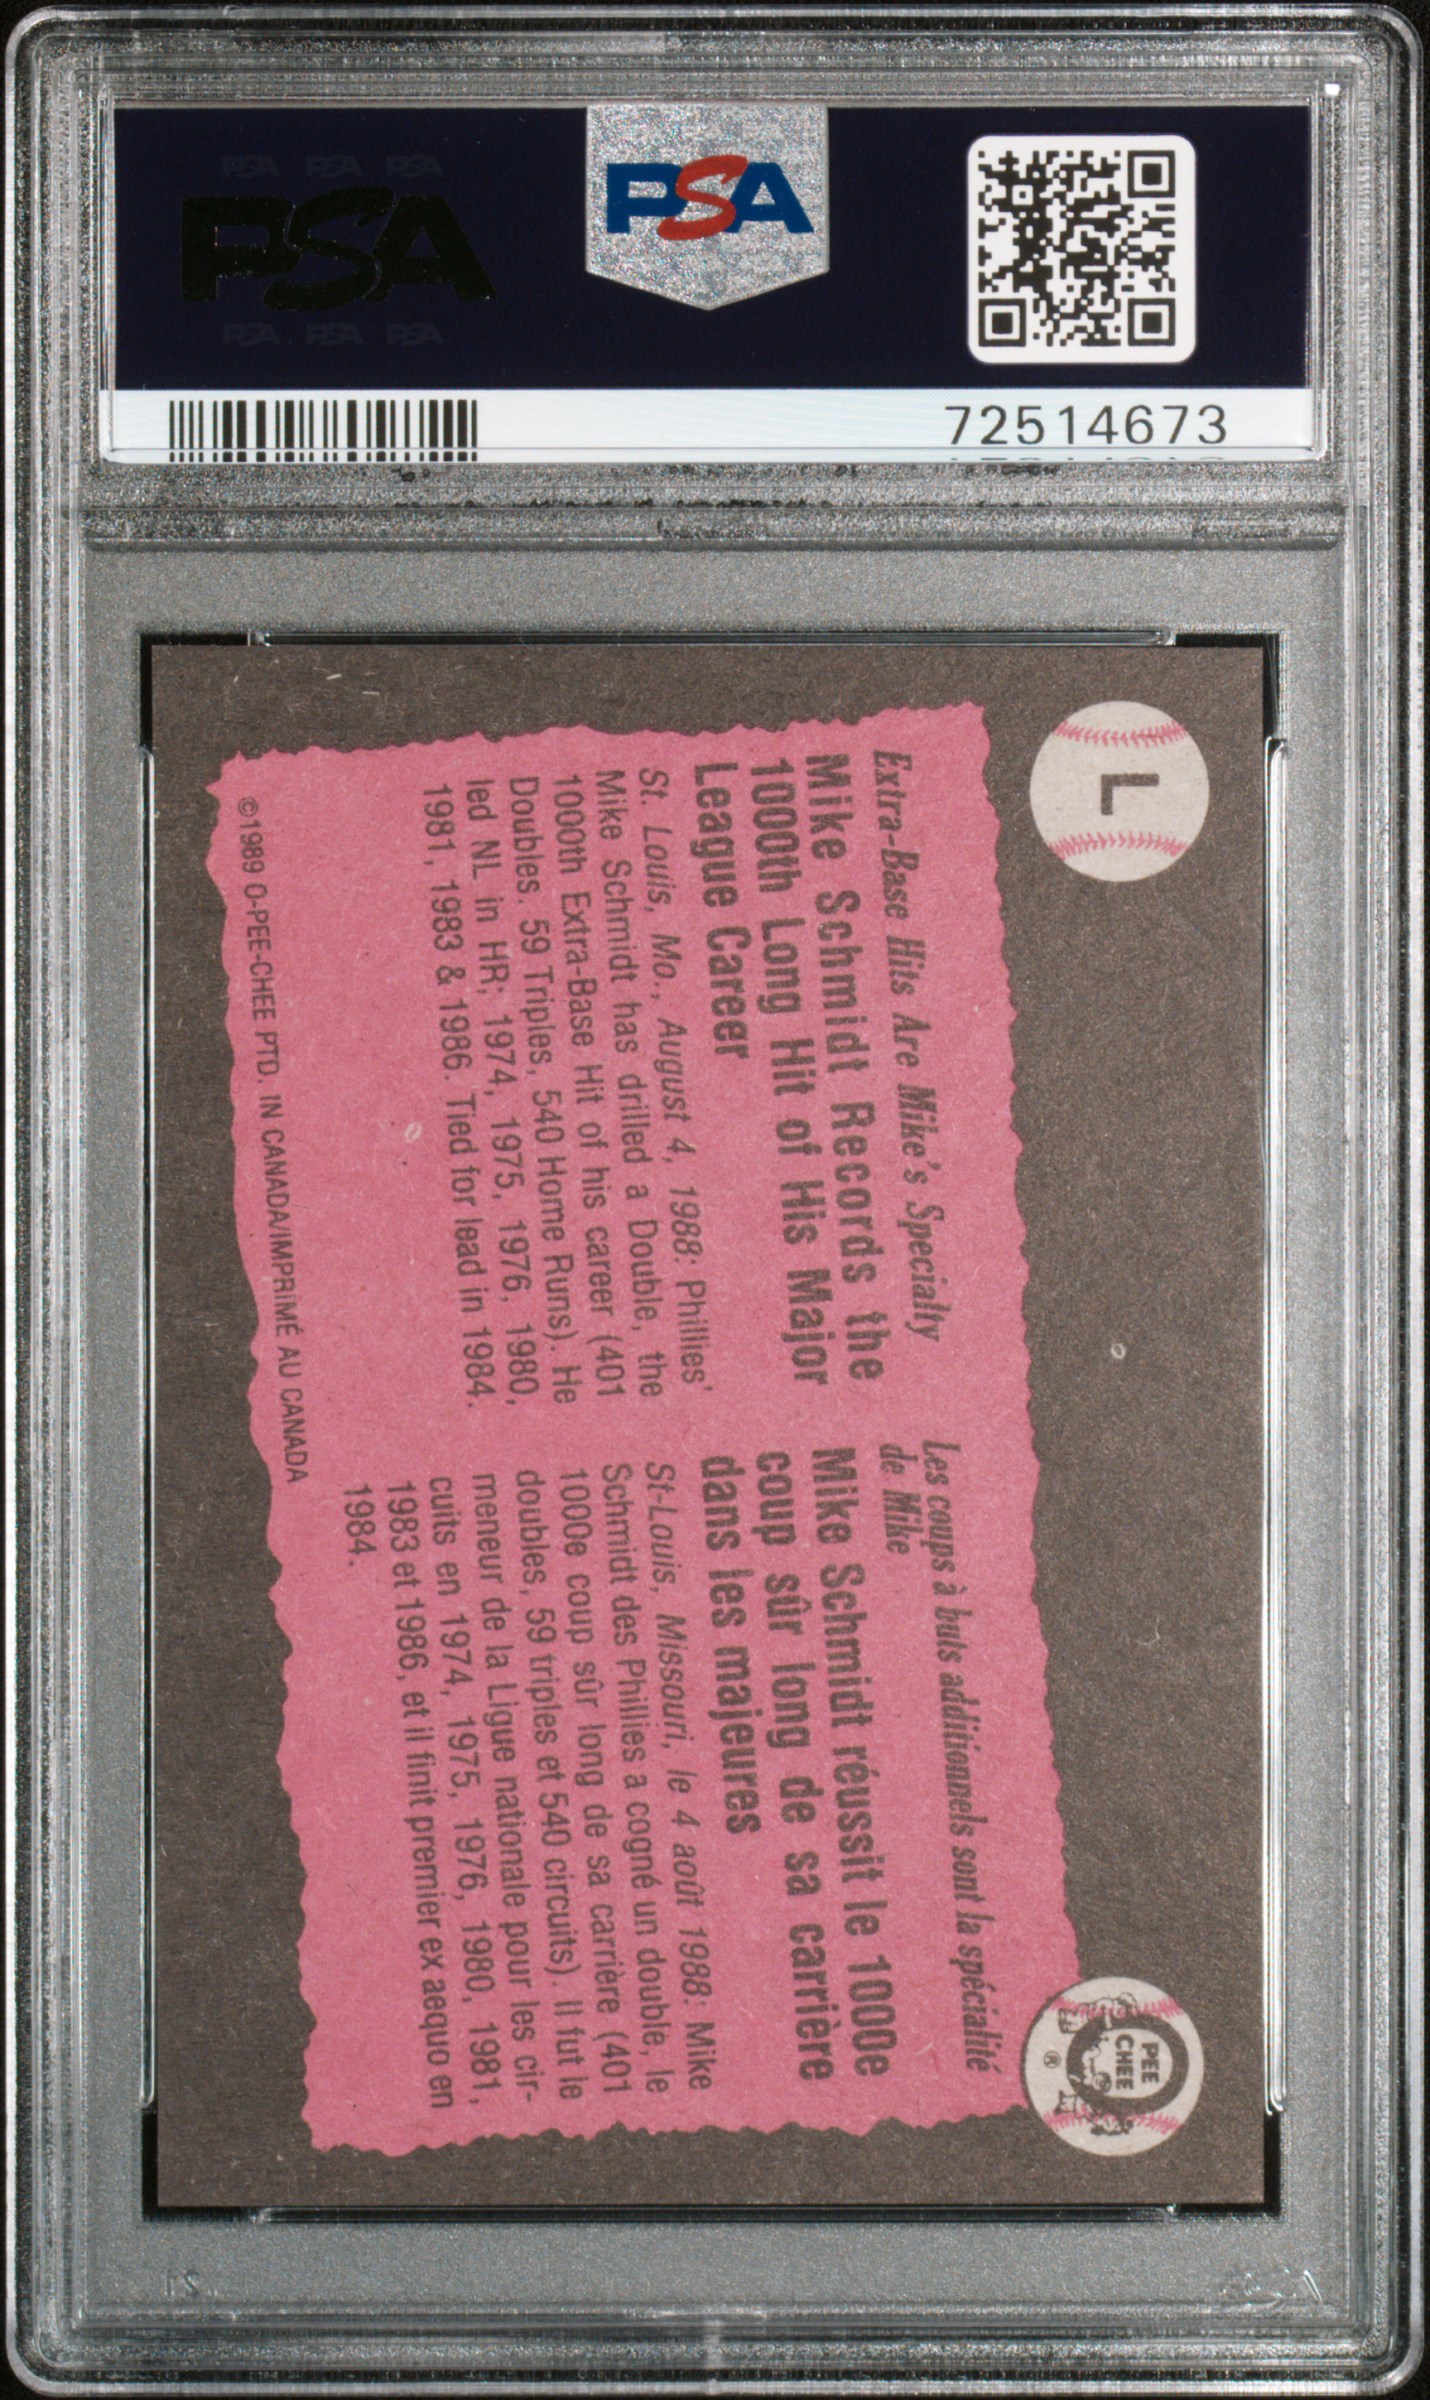 PSA PSA PSA
PSA
PSA PSA PSA
PSA
72514673
L
Extra-Base Hits Are Mike's Specialty
Mike Schmidt Records the
1000th Long Hit of His Major
League Career
St. Louis, Mo., August 4, 1988: Phillies'
Mike Schmidt has drilled a Double, the
1000th Extra-Base Hit of his career (401
Doubles. 59 Triples, 540 Home Runs). He
led NL in HR; 1974, 1975, 1976, 1980,
1981, 1983 & 1986. Tied for lead in 1984.
Les coups à buts additionnels sont la spécialité
de Mike
Mike Schmidt réussit le 1000e
coup sûr long de sa carrière
dans les majeures
St-Louis, Missouri, le 4 août 1988: Mike
Schmidt des Phillies a cogné un double, le
1000e coup sûr long de sa carrière (401
doubles, 59 triples et 540 circuits). Il fut le
meneur de la Ligue nationale pour les cir-
cuits en 1974, 1975, 1976, 1980, 1981,
1983 et 1986, et il finit premier ex aequo en
1984.
©1989 O-PEE-CHEE PTD. IN CANADA/IMPRIMÉ AU CANADA
O
PEE
CHEE
®